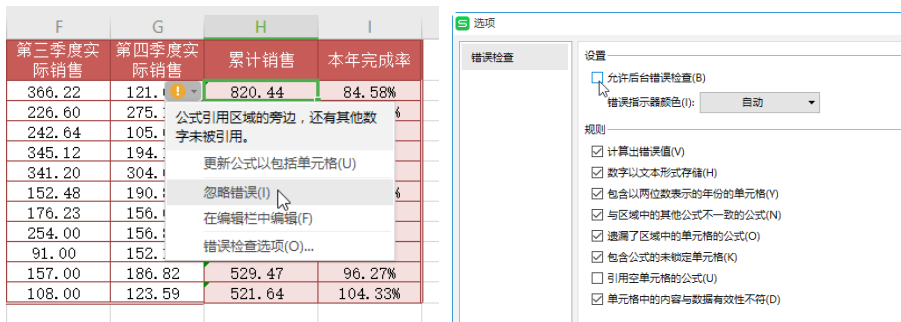 F G H I
第三季度实际销售 第四季度实际销售 累计销售 本年完成率
366.22 121. 820.44 84.58%
226.60 275.
242.64 105.
345.12 194.
341.20 304.
152.48 190.
176.23 156.
254.00 156.
91.00 152.
157.00 186.82 529.47 96.27%
108.00 123.59 521.64 104.33%
公式引用区域的旁边，还有其他数
字未被引用。
更新公式以包括单元格(U)
忽略错误(I)
在编辑栏中编辑(F)
错误检查选项(O)...
选项
错误检查
设置
允许后台错误检查(B)
错误指示器颜色(I): 自动
规则
计算出错误值(V)
数字以文本形式存储(H)
包含以两位数表示的年份的单元格(Y)
与区域中的其他公式不一致的公式(N)
遗漏了区域中的单元格的公式(O)
包含公式的未锁定单元格(K)
引用空单元格的公式(U)
单元格中的内容与数据有效性不符(D)